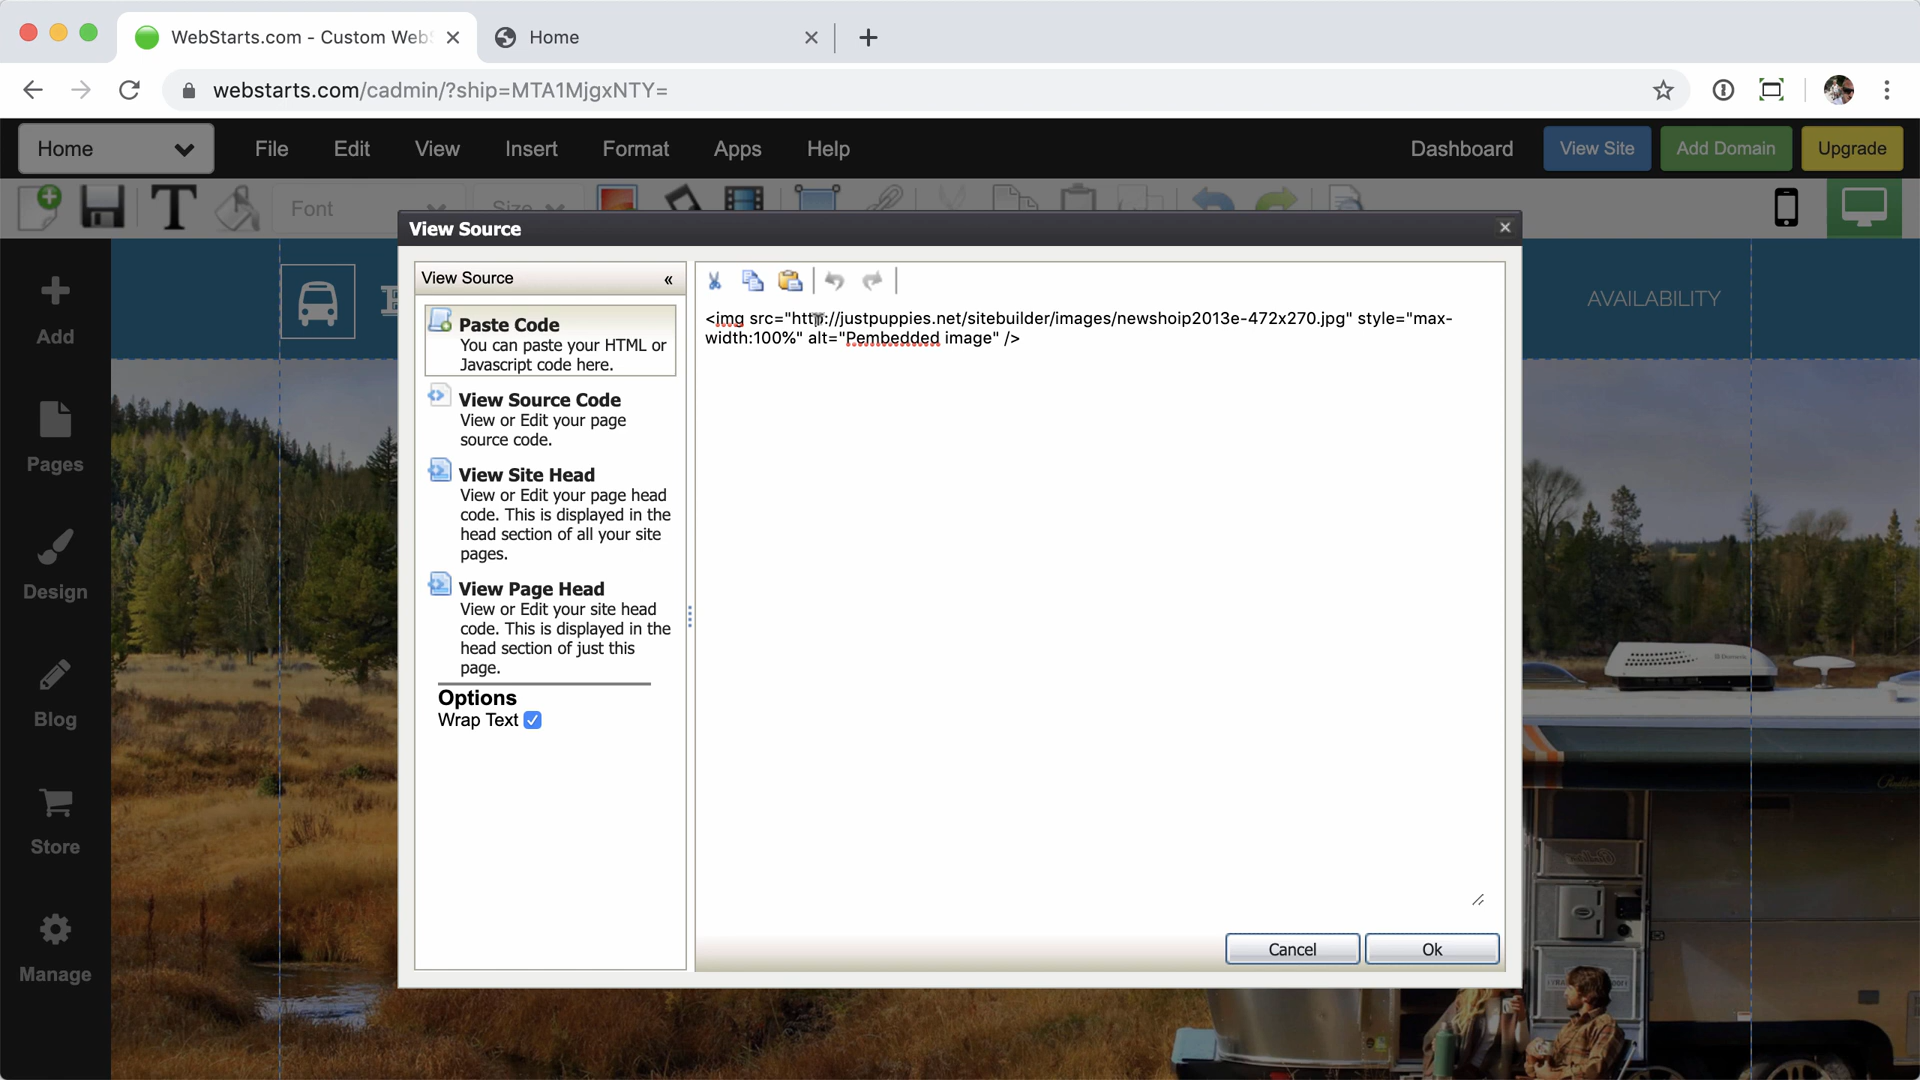 WebStarts.com - Custom Web
Home
webstarts.com/cadmin/?ship=MTA1MjgxNTY=
Home
File
Edit
View
Insert
Format
Apps
Help
Dashboard
View Site
Add Domain
Upgrade
Font
Size
View Source
AVAILABILITY
Add
Pages
Design
Blog
Store
Manage
View Source
«
Paste Code
You can paste your HTML or
Javascript code here.
View Source Code
View or Edit your page
source code.
View Site Head
View or Edit your page head
code. This is displayed in the
head section of all your site
pages.
View Page Head
View or Edit your site head
code. This is displayed in the
head section of just this
page.
Options
Wrap Text
<img src="http://justpuppies.net/sitebuilder/images/newshoip2013e-472x270.jpg" style="max-
width:100%" alt="Pembedded image" />
Cancel
Ok